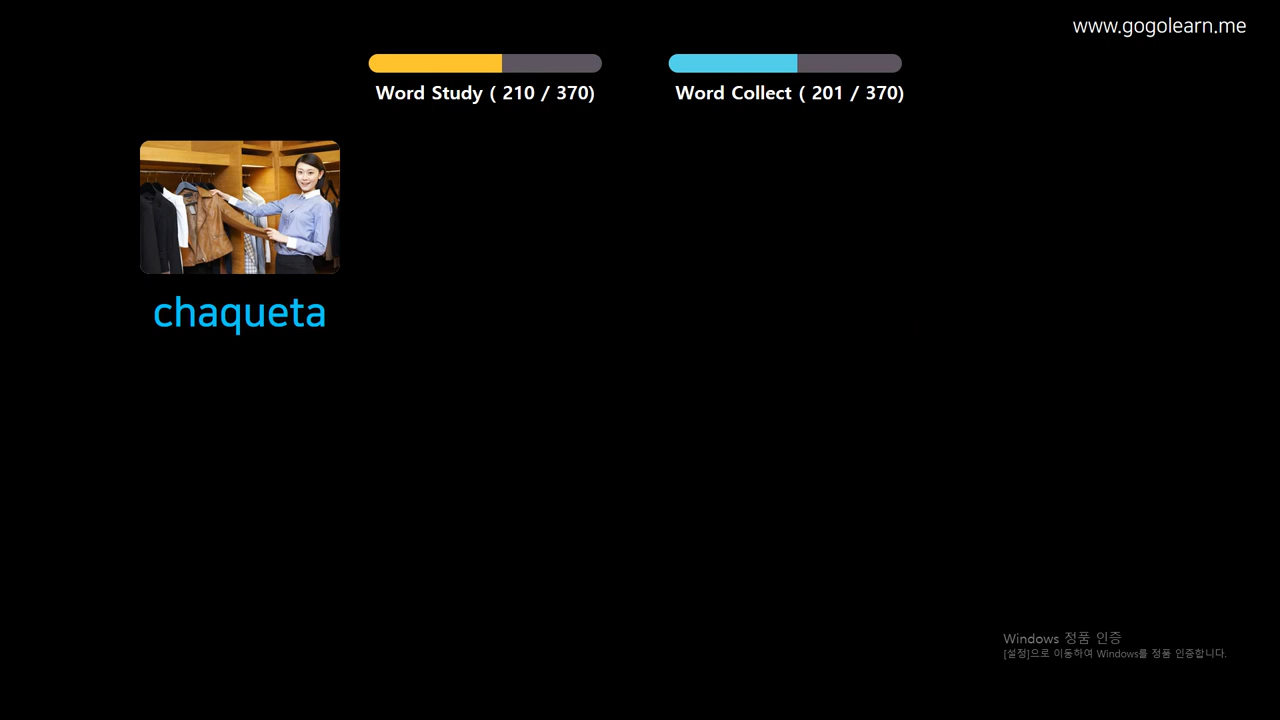 www.gogolearn.me
Word Study ( 210 / 370)
Word Collect ( 201 / 370)
chaqueta
Windows 정품 인증
[설정]으로 이동하여 Windows를 정품 인증합니다.